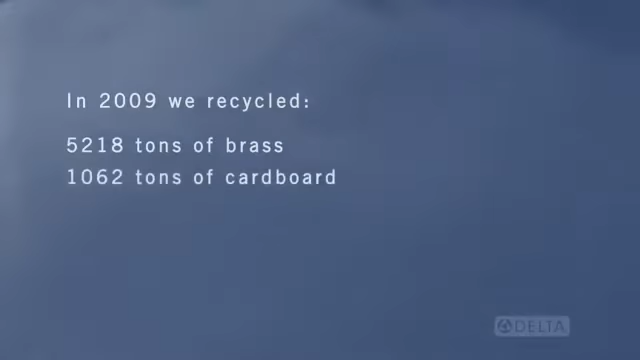 In 2009 we recycled:
5218 tons of brass
1062 tons of cardboard
DELTA